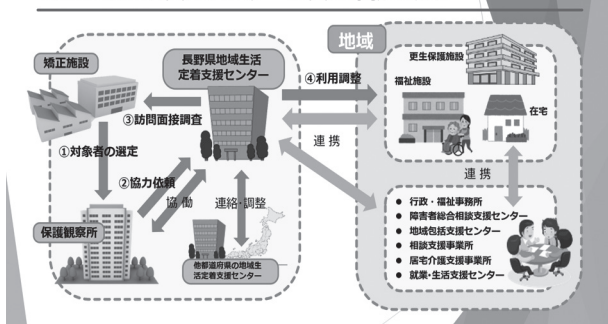 地域
長野県地域生活
定着支援センター
矯正施設
④利用調整
更生保護施設
福祉施設
在宅
③訪問面接調査
①対象者の選定
連携
②協力依頼
協働
連絡・調整
連携
保護観察所
他都道府県の地域生
活定着支援センター
● 行政・福祉事務所
● 障害者総合相談支援センター
● 地域包括支援センター
● 相談支援事業所
● 居宅介護支援事業所
● 就業・生活支援センター